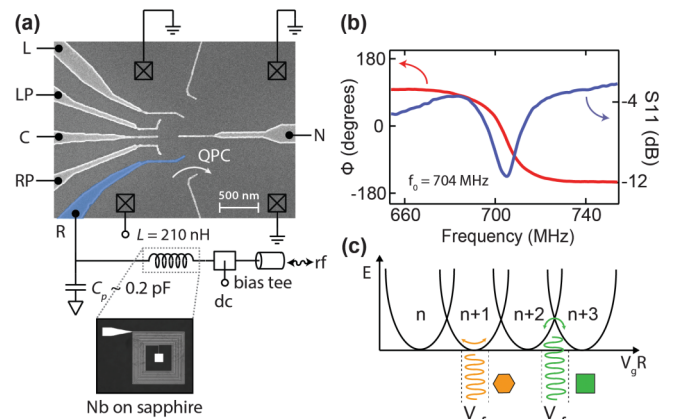 (a)
L
LP
C
RP
R
N
QPC
500 nm
L = 210 nH
Cp ~ 0.2 pF
bias tee
dc
rf
Nb on sapphire
(b)
180
0
-180
Φ (degrees)
-4
-12
S11 (dB)
f0 = 704 MHz
660
700
740
Frequency (MHz)
(c)
E
n
n+1
n+2
n+3
VgR